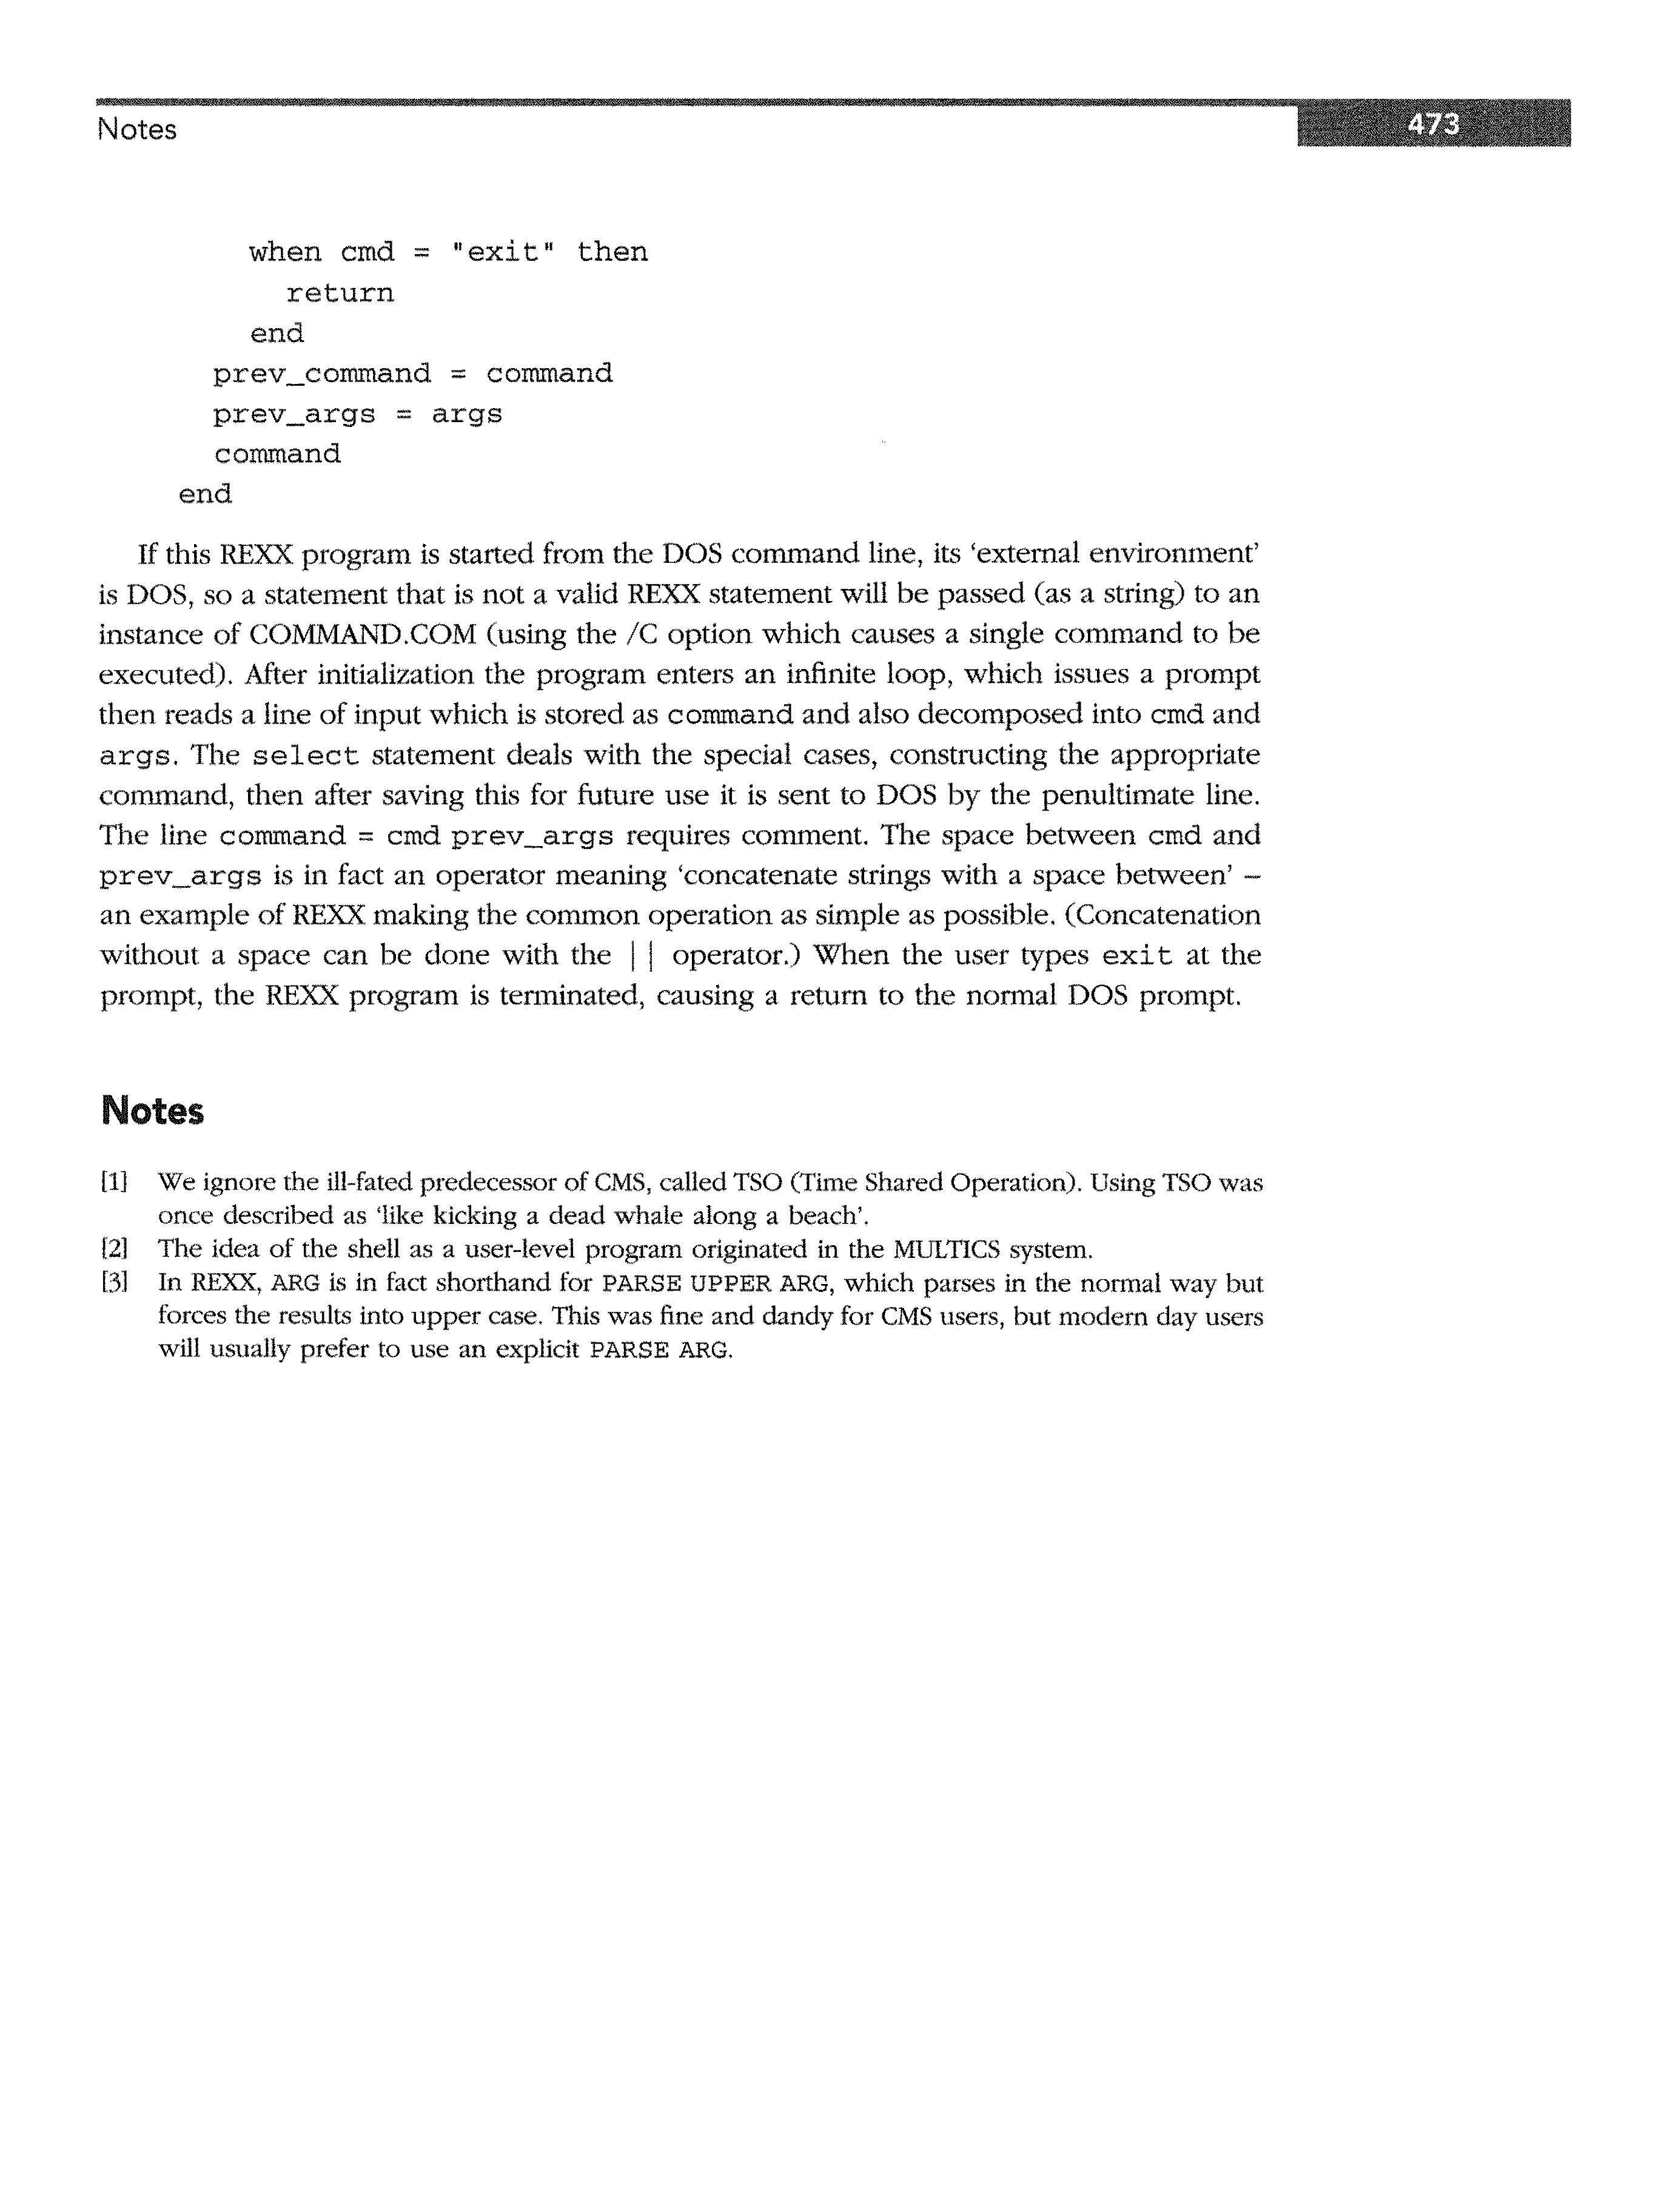 Notes
473
when cmd = "exit" then
return
end
prev_command = command
prev_args = args
command
end
If this REXX program is started from the DOS command line, its ‘external environment’
is DOS, so a statement that is not a valid REXX statement will be passed (as a string) to an
instance of COMMAND.COM (using the /C option which causes a single command to be
executed). After initialization the program enters an infinite loop, which issues a prompt
then reads a line of input which is stored as command and also decomposed into cmd and
args. The select statement deals with the special cases, constructing the appropriate
command, then after saving this for future use it is sent to DOS by the penultimate line.
The line command = cmd prev_args requires comment. The space between cmd and
prev_args is in fact an operator meaning ‘concatenate strings with a space between’ –
an example of REXX making the common operation as simple as possible. (Concatenation
without a space can be done with the || operator.) When the user types exit at the
prompt, the REXX program is terminated, causing a return to the normal DOS prompt.
Notes
[1] We ignore the ill-fated predecessor of CMS, called TSO (Time Shared Operation). Using TSO was
once described as ‘like kicking a dead whale along a beach’.
[2] The idea of the shell as a user-level program originated in the MULTICS system.
[3] In REXX, ARG is in fact shorthand for PARSE UPPER ARG, which parses in the normal way but
forces the results into upper case. This was fine and dandy for CMS users, but modern day users
will usually prefer to use an explicit PARSE ARG.